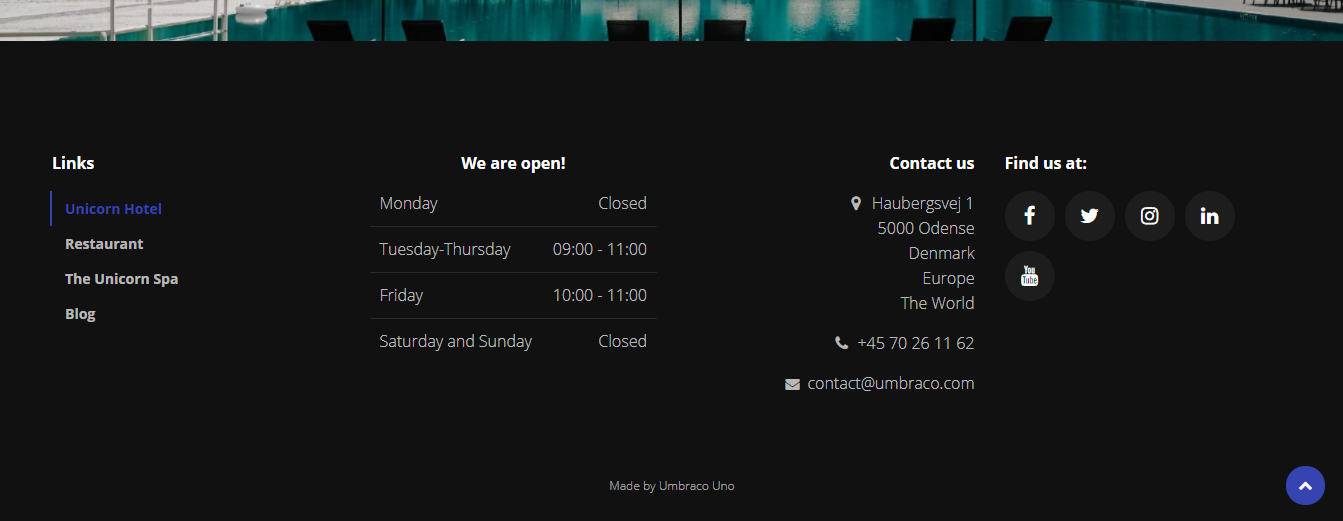 Links
Unicorn Hotel
Restaurant
The Unicorn Spa
Blog
We are open!
Monday Closed
Tuesday-Thursday 09:00 - 11:00
Friday 10:00 - 11:00
Saturday and Sunday Closed
Contact us
Haubergsvej 1
5000 Odense
Denmark
Europe
The World
+45 70 26 11 62
contact@umbraco.com
Find us at:
You
Tube
Made by Umbraco Uno